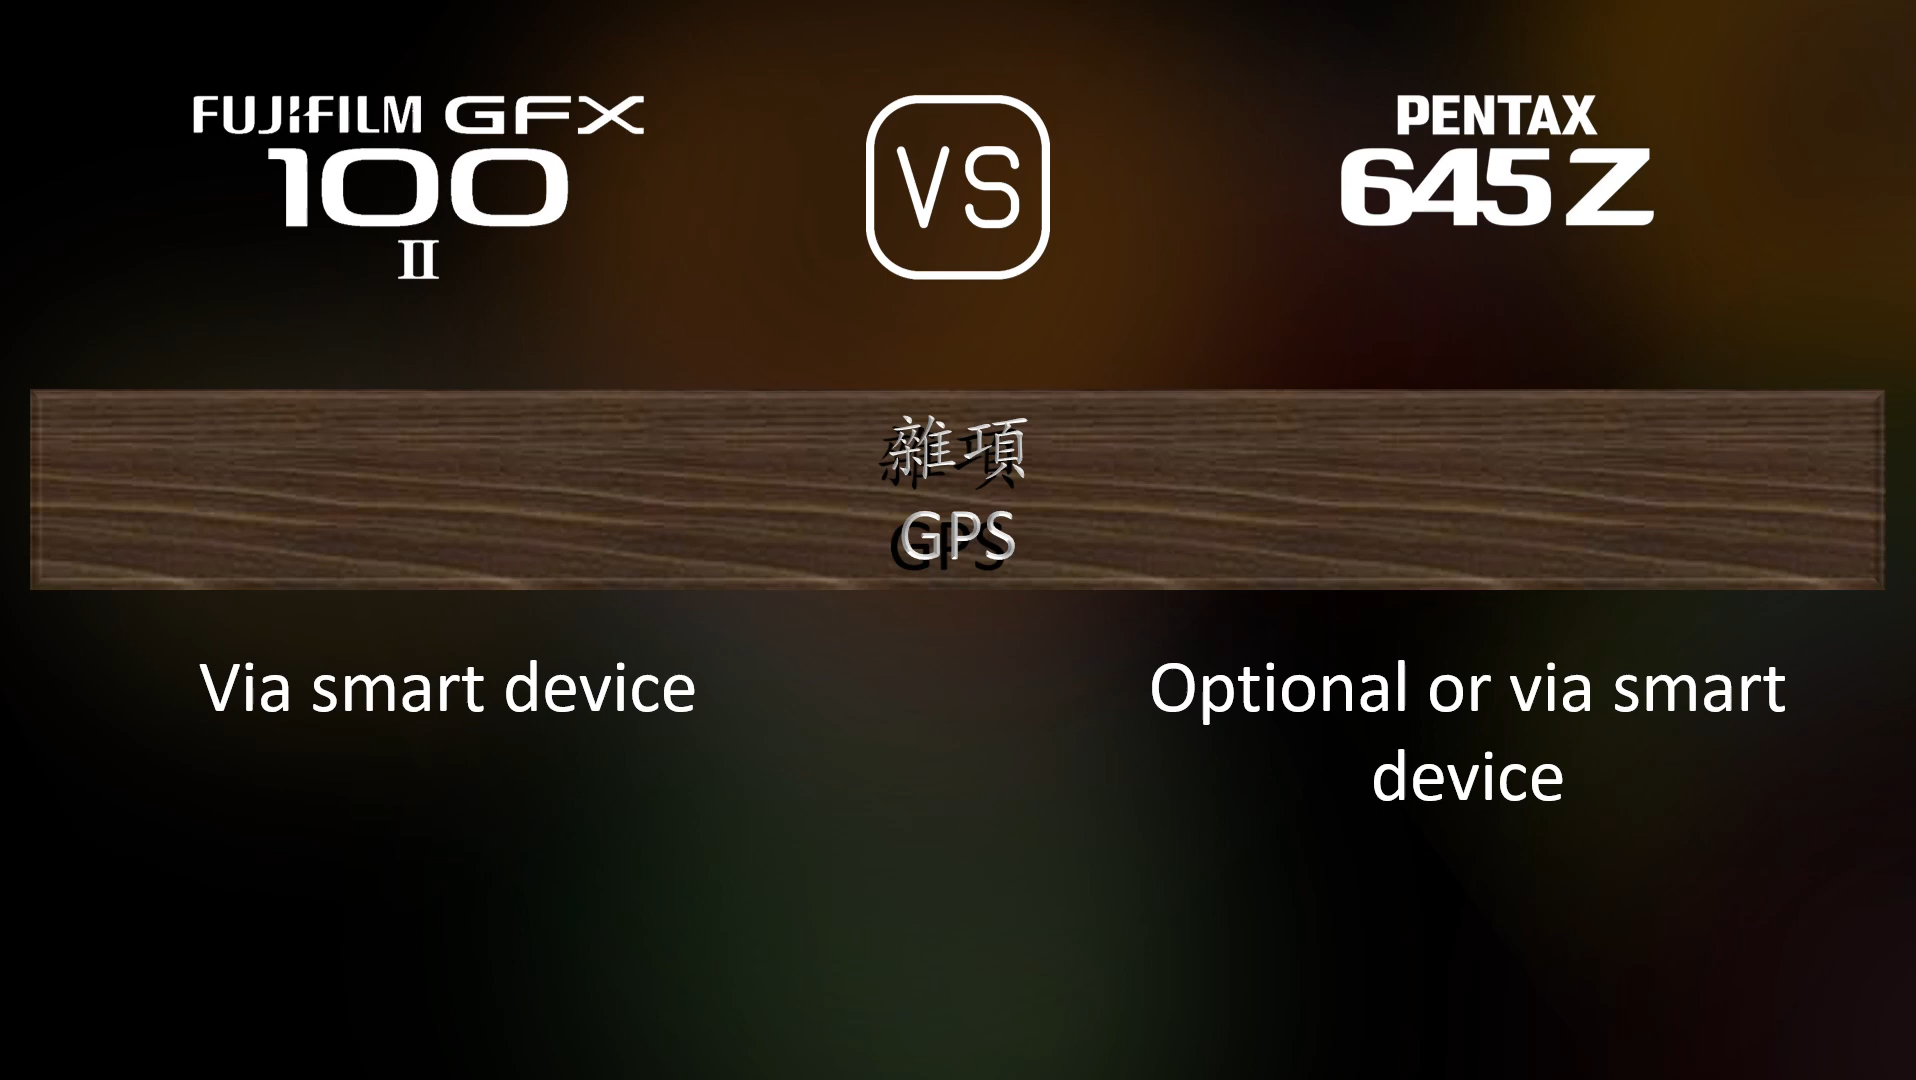 FUJIFILM GFX
100
II
VS
PENTAX
645Z
雜項
GPS
Via smart device
Optional or via smart
device